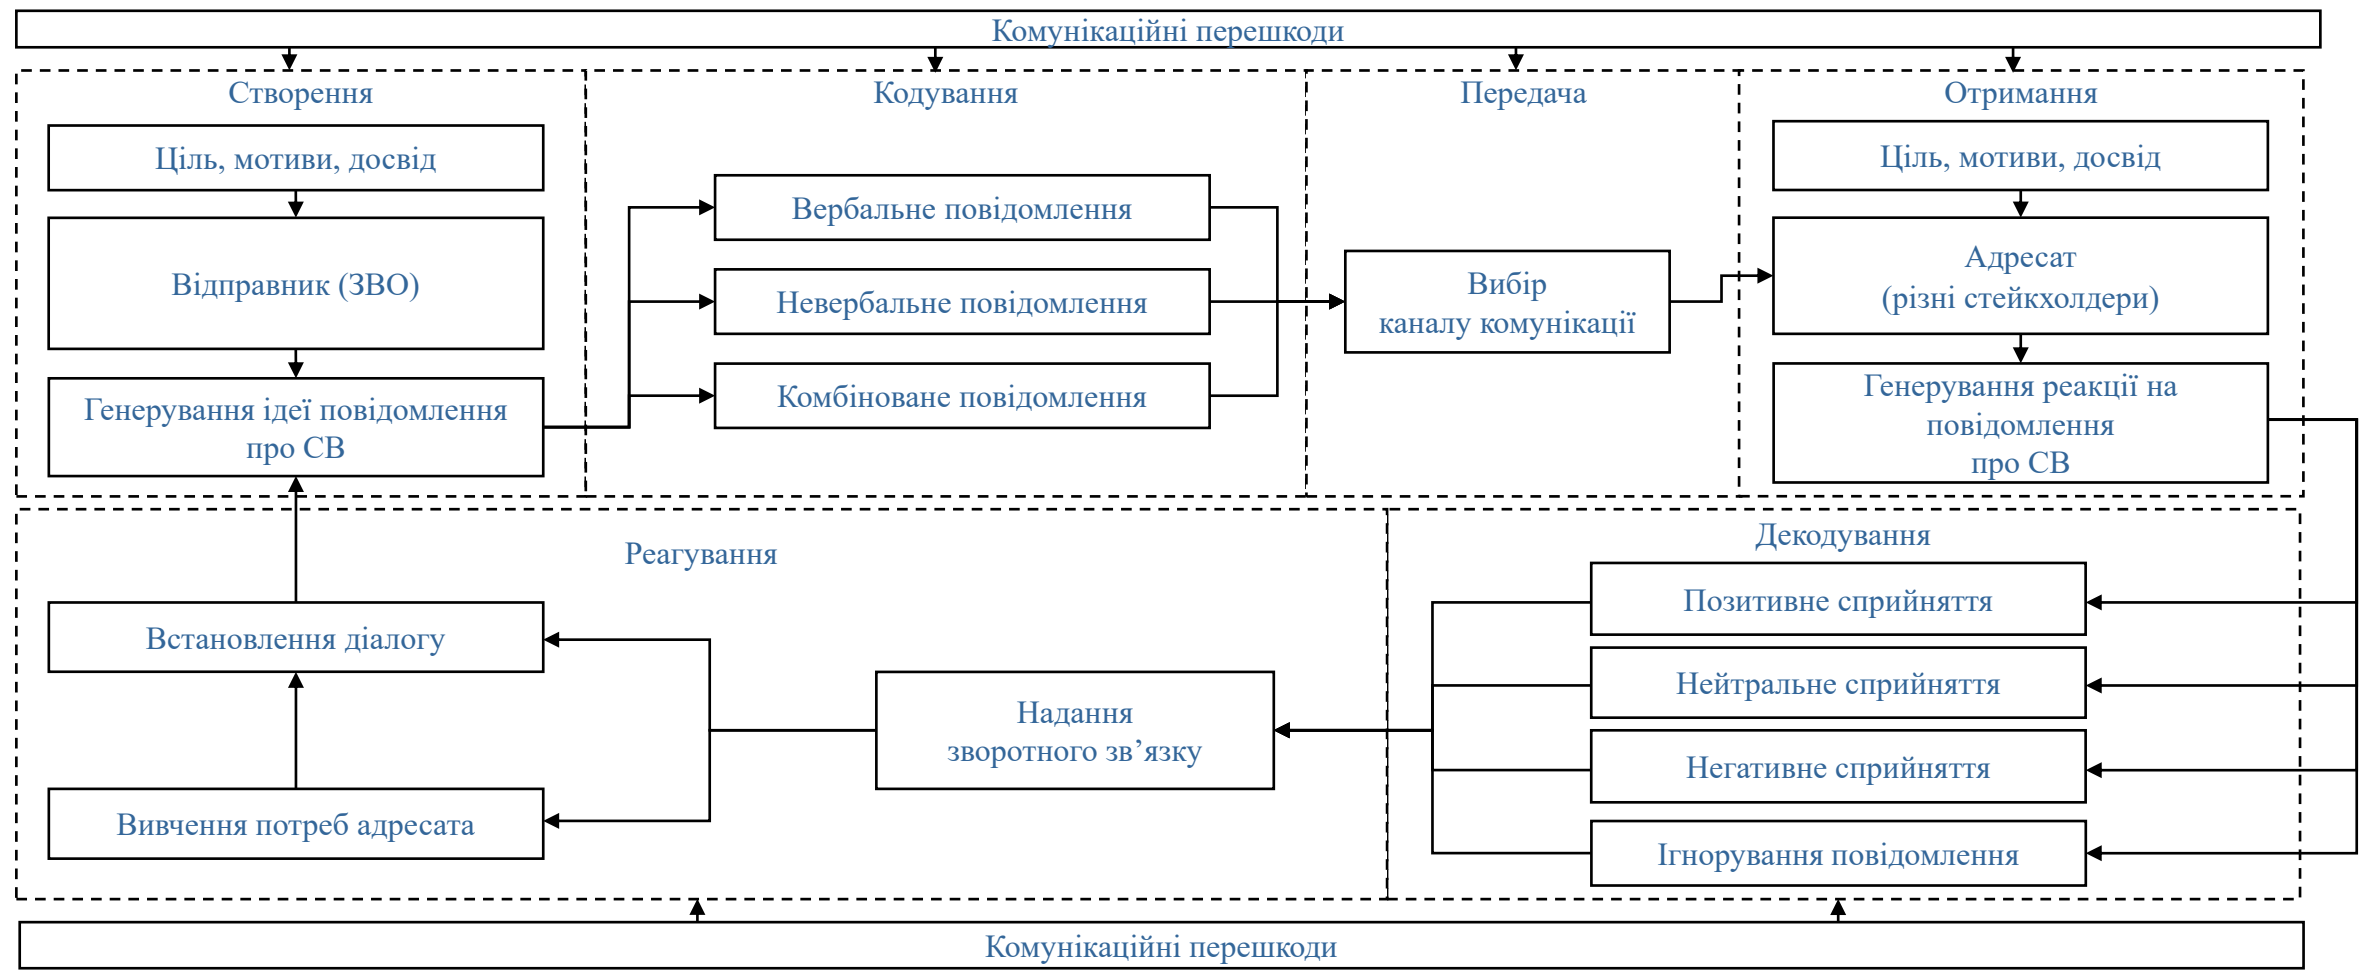 Комунікаційні перешкоди
Створення
Ціль, мотиви, досвід
Відправник (ЗВО)
Генерування ідеї повідомлення
про СВ
Кодування
Вербальне повідомлення
Невербальне повідомлення
Комбіноване повідомлення
Передача
Вибір
каналу комунікації
Отримання
Ціль, мотиви, досвід
Адресат
(різні стейкхолдери)
Генерування реакції на
повідомлення
про СВ
Декодування
Позитивне сприйняття
Нейтральне сприйняття
Негативне сприйняття
Ігнорування повідомлення
Реагування
Надання
зворотного зв’язку
Встановлення діалогу
Вивчення потреб адресата
Комунікаційні перешкоди